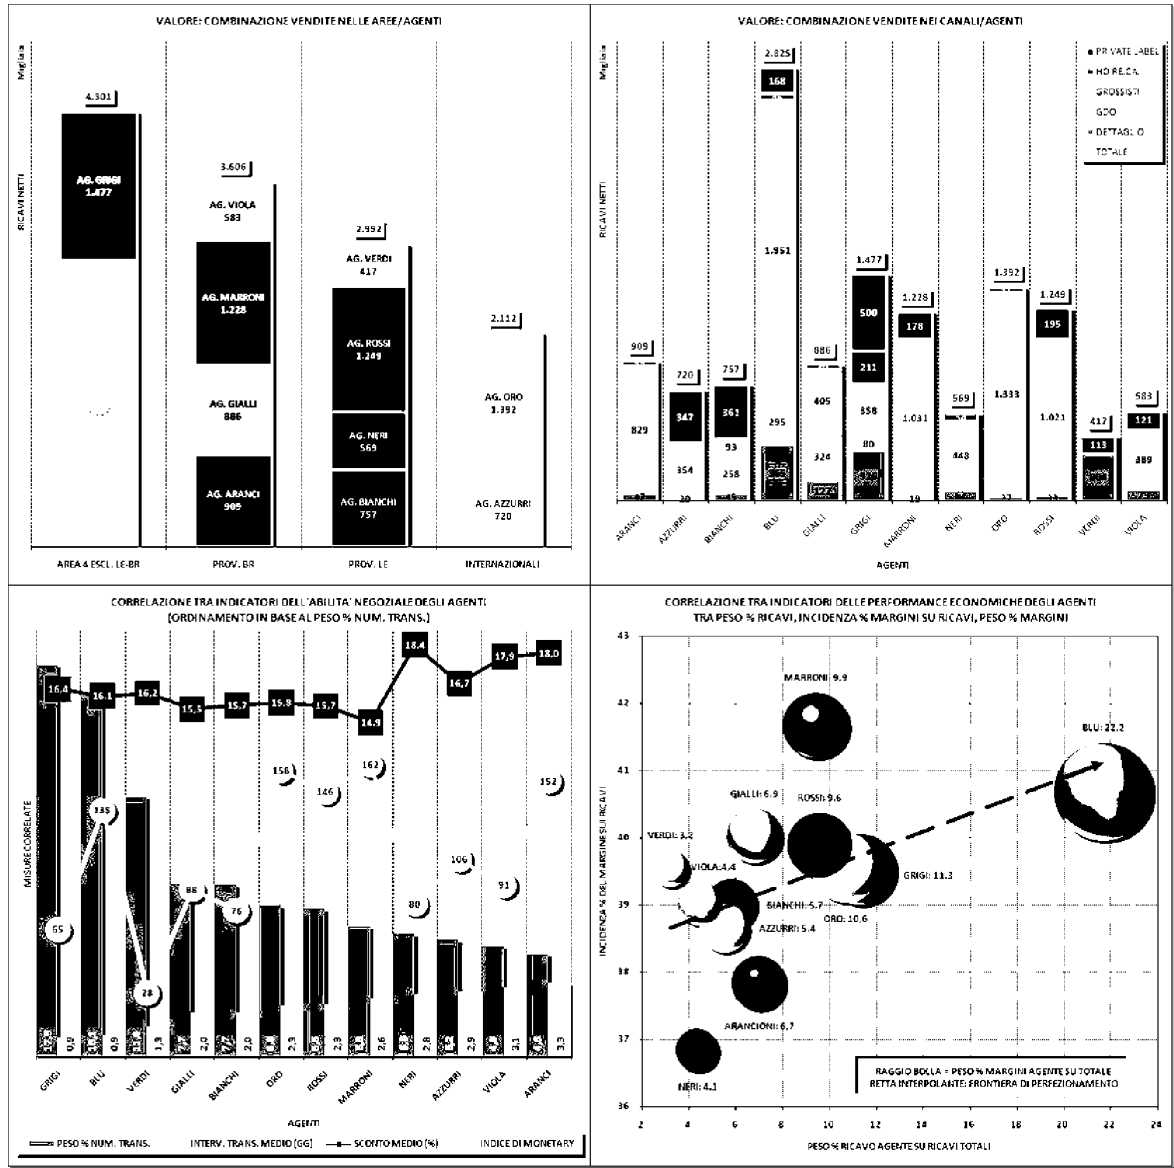 VALORE: COMBINAZIONE VENDITE NELLE AREE/AGENTI
Migliaia
RICAVI NETTI
4.301
AG. GRIGI
1.477
3.606
AG. VIOLA
583
AG. MARRONI
1.228
AG. GIALLI
886
AG. ARANCI
909
2.992
AG. VERDI
417
AG. ROSSI
1.249
AG. NERI
569
AG. BIANCHI
757
2.112
AG. ORO
1.392
AG. AZZURRI
720
AREA 4 ESCL. LE-BR
PROV. BR
PROV. LE
INTERNAZIONALI
VALORE: COMBINAZIONE VENDITE NEI CANALI/AGENTI
Migliaia
RICAVI NETTI
PRIVATE LABEL
HO.RE.CA.
GROSSISTI
GDO
DETTAGLIO
TOTALE
909
829
720
347
354
20
757
361
93
258
2.825
168
1.951
295
886
405
324
1.477
500
211
358
80
1.228
178
1.031
19
569
448
1.392
1.333
1.249
195
1.021
417
113
583
121
389
ARANCI
AZZURRI
BIANCHI
BLU
GIALLI
GRIGI
MARRONI
NERI
ORO
ROSSI
VERDI
VIOLA
AGENTI
CORRELAZIONE TRA INDICATORI DELL'ABILITA' NEGOZIALE DEGLI AGENTI
(ORDINAMENTO IN BASE AL PESO % NUM. TRANS.)
MISURE CORRELATE
16,4
16,1
16,2
15,5
15,7
15,8
15,7
14,9
18,4
16,7
17,9
18,0
65
135
28
88
76
158
146
162
80
106
91
152
0,9
0,9
1,3
2,0
2,0
2,3
2,3
2,6
2,8
2,9
3,1
3,3
GRIGI
BLU
VERDI
GIALLI
BIANCHI
ORO
ROSSI
MARRONI
NERI
AZZURRI
VIOLA
ARANCI
AGENTI
PESO % NUM. TRANS.
INTERV. TRANS. MEDIO (GG)
SCONTO MEDIO (%)
INDICE DI MONETARY
CORRELAZIONE TRA INDICATORI DELLE PERFORMANCE ECONOMICHE DEGLI AGENTI
TRA PESO % RICAVI, INCIDENZA % MARGINI SU RICAVI, PESO % MARGINI
INCIDENZA % DEL MARGINE SUI RICAVI
43
42
41
40
39
38
37
36
MARRONI: 9,9
BLU: 22,2
GIALLI: 6,9
ROSSI: 9,6
VERDI: 3,2
VIOLA: 4,4
GRIGI: 11,3
BIANCHI: 5,7
ORO: 10,6
AZZURRI: 5,4
ARANCIONI: 6,7
NERI: 4,1
RAGGIO BOLLA = PESO % MARGINI AGENTE SU TOTALE
RETTA INTERPOLANTE: FRONTIERA DI PERFEZIONAMENTO
2
4
6
8
10
12
14
16
18
20
22
24
PESO % RICAVO AGENTE SU RICAVI TOTALI